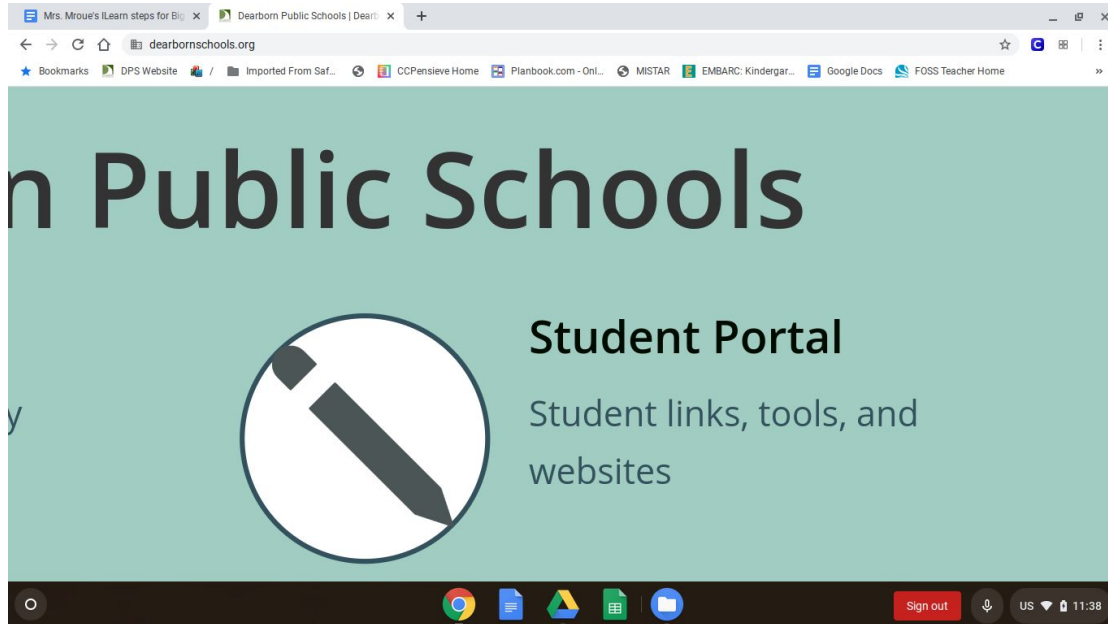 Mrs. Mroue's ILearn steps for Big
Dearborn Public Schools | Dearb
dearbornschools.org
Bookmarks DPS Website / Imported From Saf... CCPensieve Home Planbook.com - Onl... MISTAR EMBARC: Kindergar... Google Docs FOSS Teacher Home »
n Public Schools
Student Portal
y Student links, tools, and
websites
Sign out US 11:38